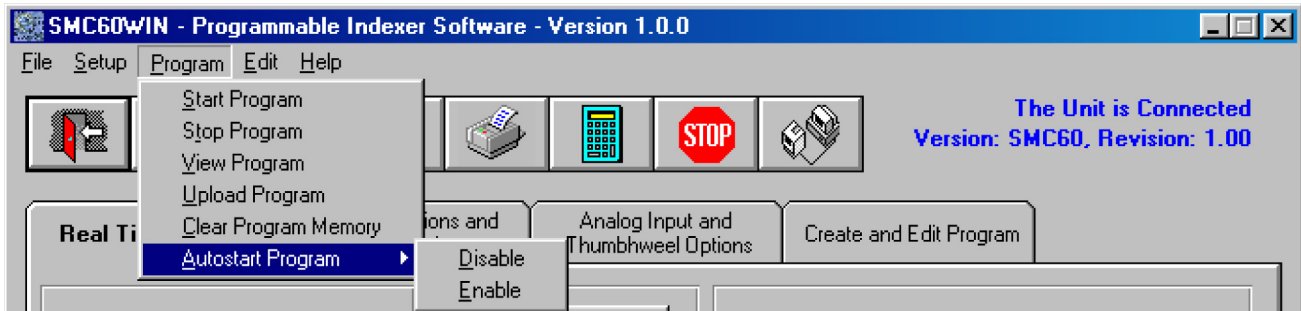 SMC60WIN - Programmable Indexer Software - Version 1.0.0
File Setup Program Edit Help
Start Program
Stop Program
View Program
Upload Program
Clear Program Memory
Autostart Program
Disable
Enable
STOP
The Unit is Connected
Version: SMC60, Revision: 1.00
Real Ti
ions and
Analog Input and
Thumbhweel Options
Create and Edit Program